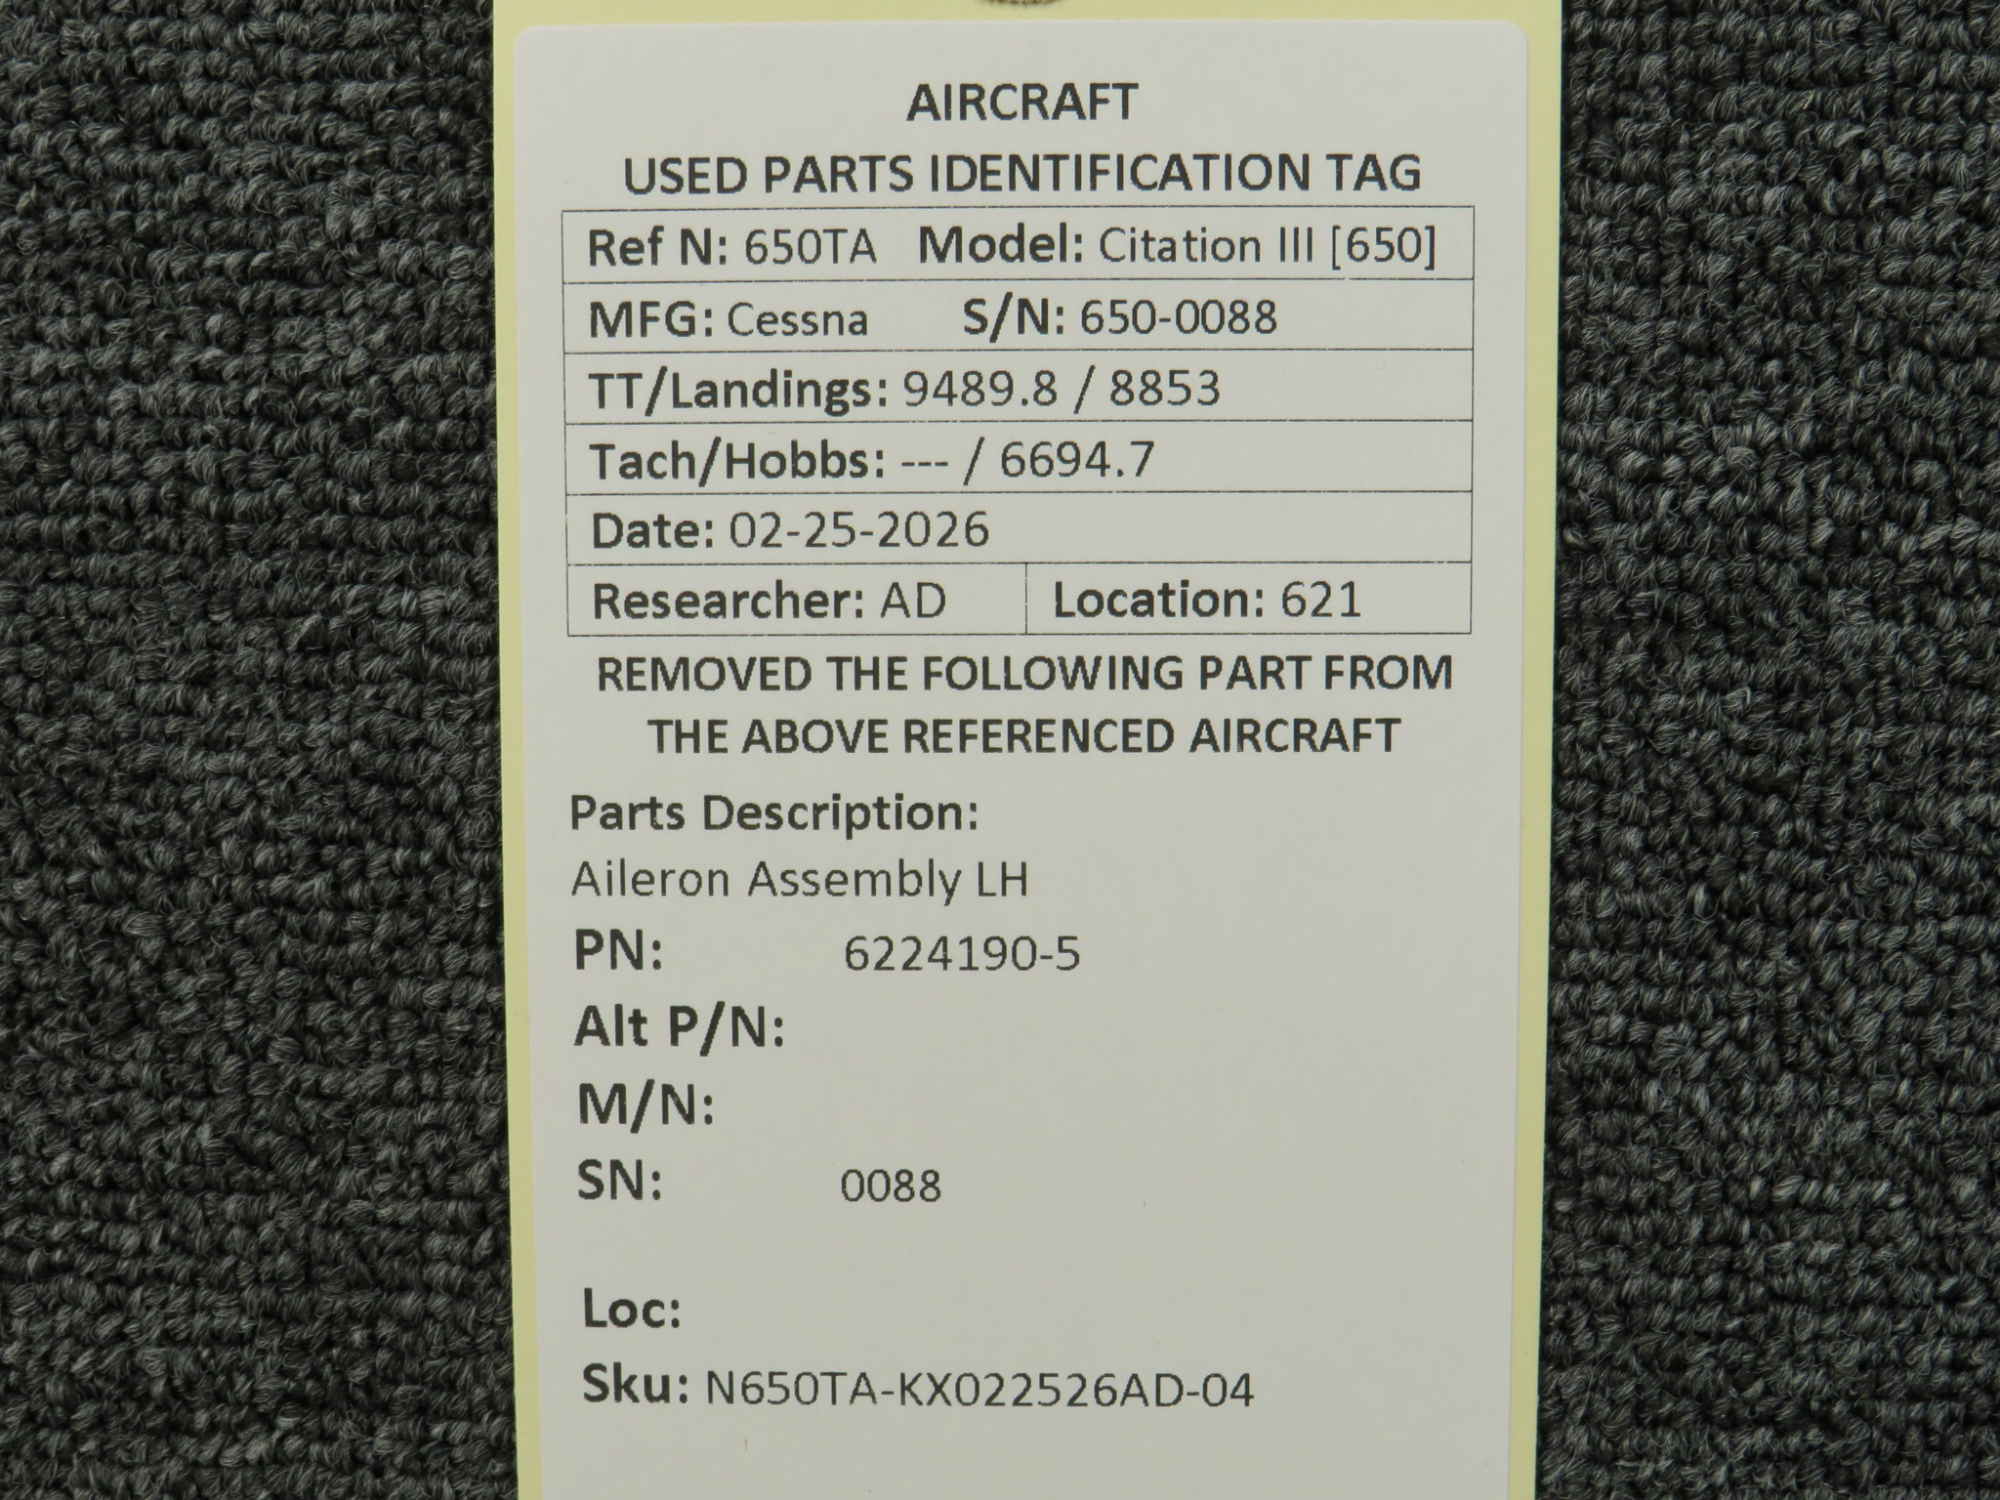 AIRCRAFT
USED PARTS IDENTIFICATION TAG
Ref N: 650TA Model: Citation III [650]
MFG: Cessna S/N: 650-0088
TT/Landings: 9489.8 / 8853
Tach/Hobbs: --- / 6694.7
Date: 02-25-2026
Researcher: AD Location: 621
REMOVED THE FOLLOWING PART FROM
THE ABOVE REFERENCED AIRCRAFT
Parts Description:
Aileron Assembly LH
PN: 6224190-5
Alt P/N:
M/N:
SN: 0088
Loc:
Sku: N650TA-KX022526AD-04